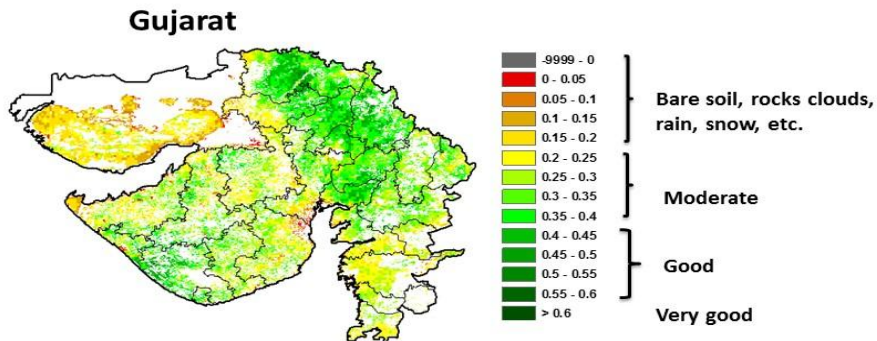 Gujarat
-9999 - 0
0 - 0.05
0.05 - 0.1
0.1 - 0.15
0.15 - 0.2
0.2 - 0.25
0.25 - 0.3
0.3 - 0.35
0.35 - 0.4
0.4 - 0.45
0.45 - 0.5
0.5 - 0.55
0.55 - 0.6
> 0.6
Bare soil, rocks clouds,
rain, snow, etc.
Moderate
Good
Very good